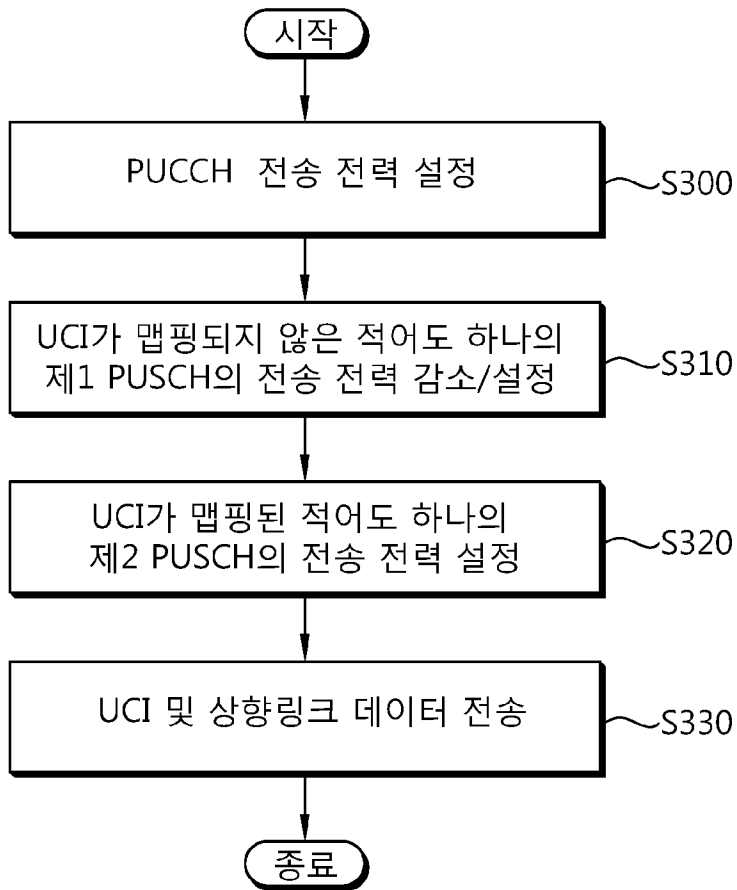 시작
PUCCH 전송 전력 설정
S300
UCI가 맵핑되지 않은 적어도 하나의
제1 PUSCH의 전송 전력 감소/설정
S310
UCI가 맵핑된 적어도 하나의
제2 PUSCH의 전송 전력 설정
S320
UCI 및 상향링크 데이터 전송
S330
종료